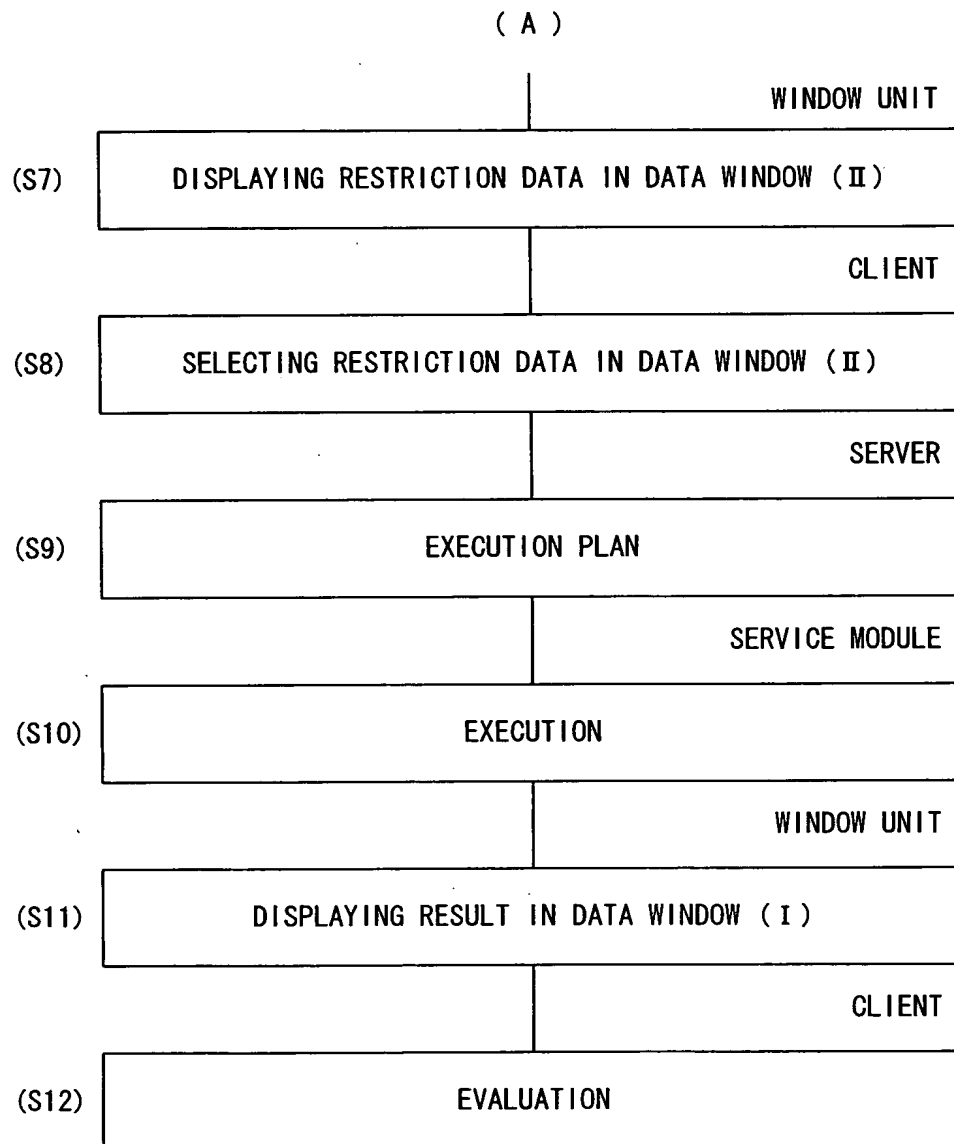 ( A )
WINDOW UNIT
(S7) DISPLAYING RESTRICTION DATA IN DATA WINDOW (II)
CLIENT
(S8) SELECTING RESTRICTION DATA IN DATA WINDOW (II)
SERVER
(S9) EXECUTION PLAN
SERVICE MODULE
(S10) EXECUTION
WINDOW UNIT
(S11) DISPLAYING RESULT IN DATA WINDOW (I)
CLIENT
(S12) EVALUATION